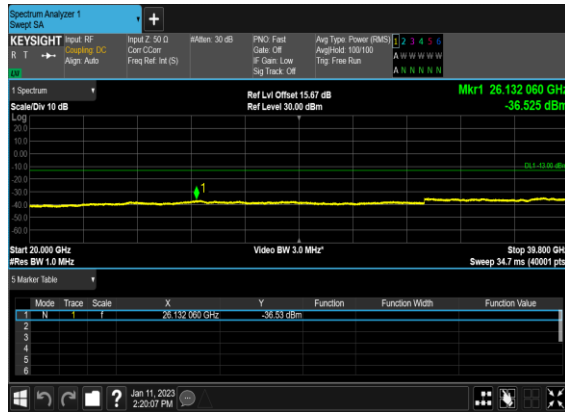 Spectrum Analyzer 1
Swept SA
+
KEYSIGHT Input: RF Input Z: 50 Ω #Atten: 30 dB PNO: Fast Avg Type: Power (RMS) 1 2 3 4 5 6
R T Coupling: DC Corr CCorr Gate: Off Avg|Hold: 100/100 A W W W W W
Align: Auto Freq Ref: Int (S) IF Gain: Low Trig: Free Run
Sig Track: Off A N N N N N
LU
1 Spectrum Ref Lvl Offset 15.67 dB Mkr1 26.132 060 GHz
Scale/Div 10 dB Ref Level 30.00 dBm -36.525 dBm
Log
20.0
10.0
0.00
-10.0 DL1 -13.00 dBm
-20.0
-30.0 1
-40.0
-50.0
-60.0
Start 20.000 GHz Video BW 3.0 MHz* Stop 39.800 GHz
#Res BW 1.0 MHz Sweep 34.7 ms (40001 pts
5 Marker Table
Mode Trace Scale X Y Function Function Width Function Value
1 N 1 f 26.132 060 GHz -36.53 dBm
2
3
4
5
6
? Jan 11, 2023
2:20:07 PM